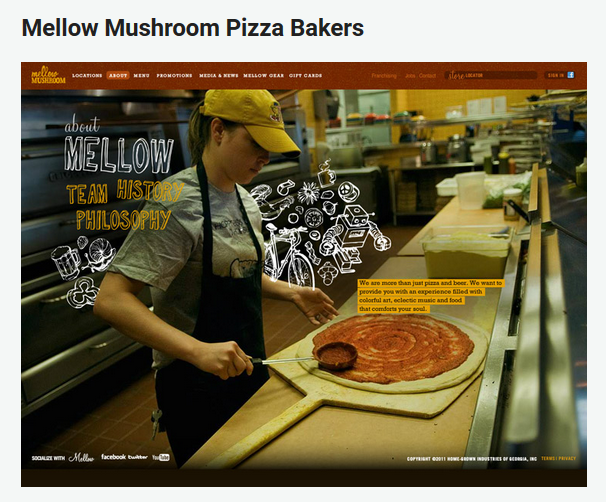 Mellow Mushroom Pizza Bakers
mellow
MUSHROOM
LOCATIONS ABOUT MENU PROMOTIONS MEDIA & NEWS MELLOW GEAR GIFT CARDS Franchising Jobs Contact store LOCATOR SIGN IN f
about
MELLOW
TEAM HISTORY
PHILOSOPHY
We are more than just pizza and beer. We want to
provide you with an experience filled with
colorful art, eclectic music and food
that comforts your soul.
SOCIALIZE WITH Mellow facebook twitter YouTube COPYRIGHT ©2011 HOME-GROWN INDUSTRIES OF GEORGIA, INC TERMS | PRIVACY